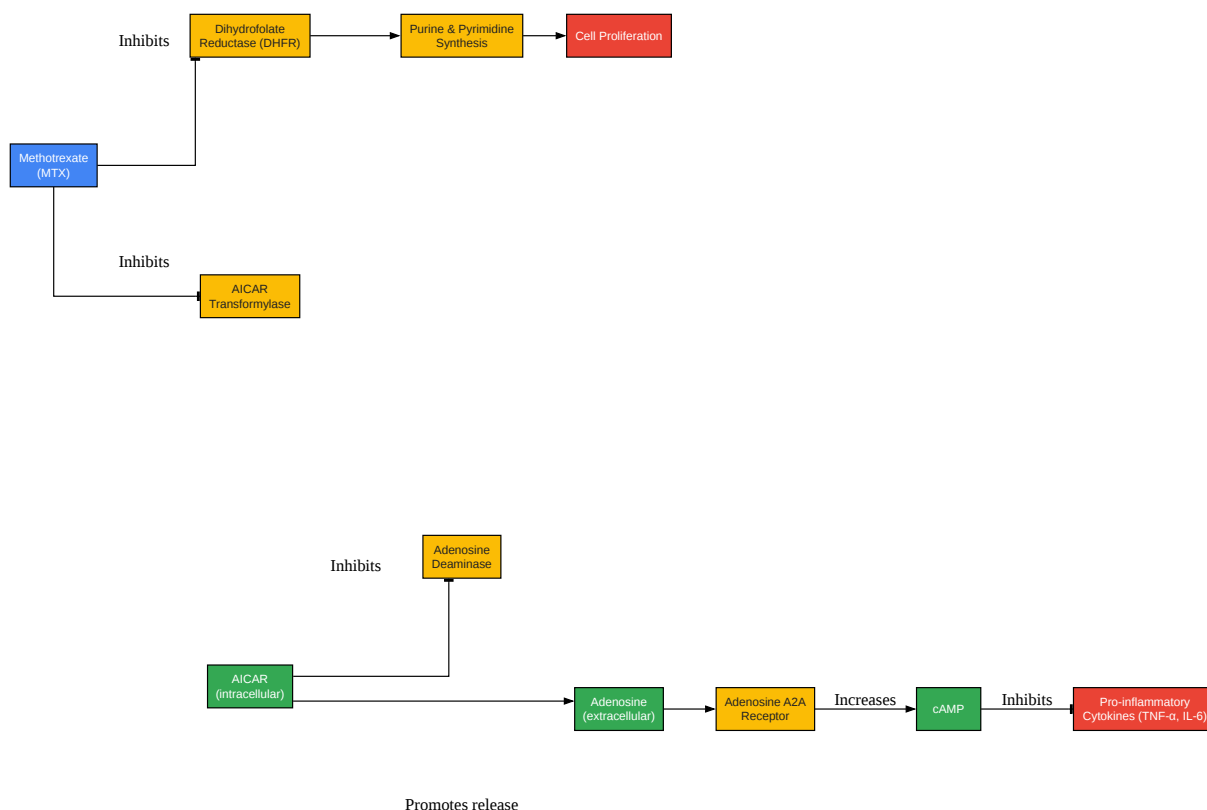 Inhibits
Dihydrofolate
Reductase (DHFR)
Purine & Pyrimidine
Synthesis
Cell Proliferation
Methotrexate
(MTX)
Inhibits
AICAR
Transformylase
Inhibits
Adenosine
Deaminase
AICAR
(intracellular)
Adenosine
(extracellular)
Adenosine A2A
Receptor
Increases
cAMP
Inhibits
Pro-inflammatory
Cytokines (TNF-α, IL-6)
Promotes release